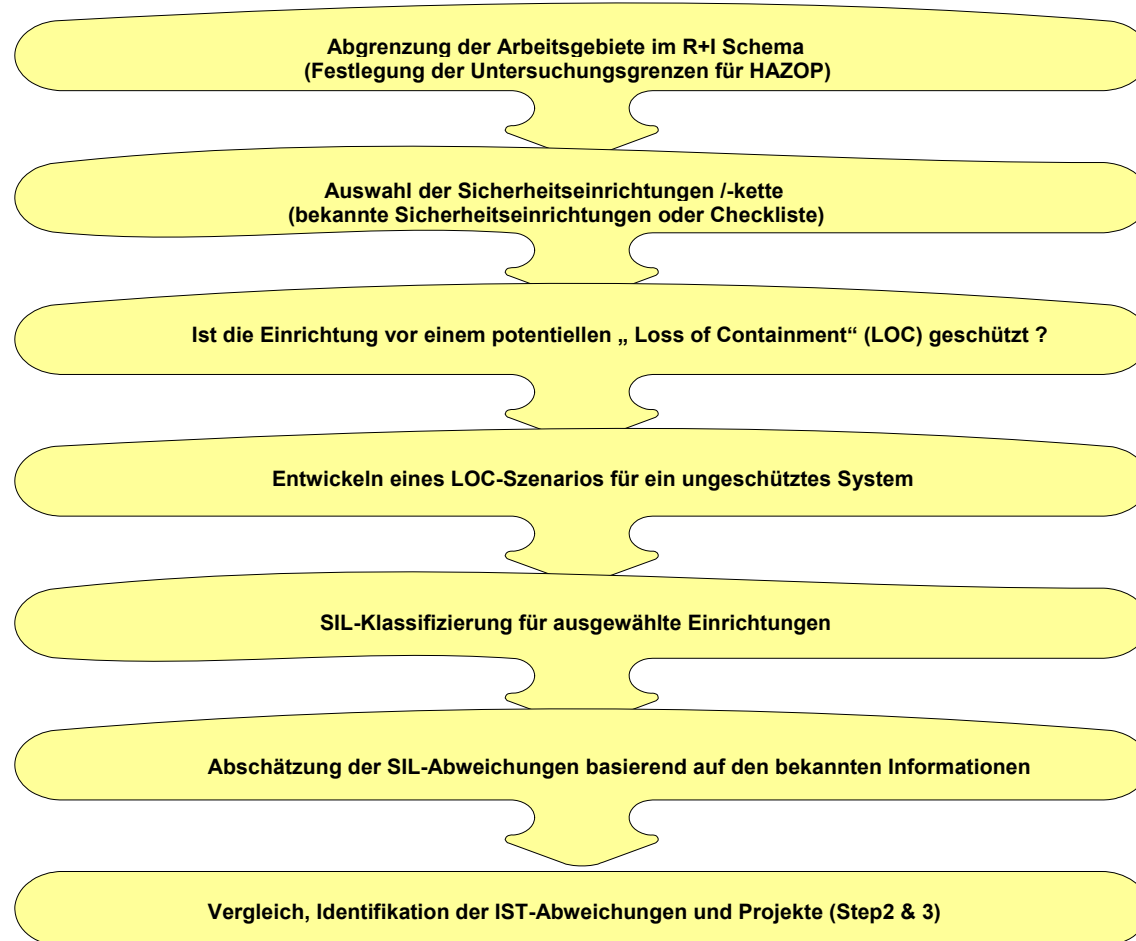 Abgrenzung der Arbeitsgebiete im R+I Schema
(Festlegung der Untersuchungsgrenzen für HAZOP)
Auswahl der Sicherheitseinrichtungen /-kette
(bekannte Sicherheitseinrichtungen oder Checkliste)
Ist die Einrichtung vor einem potentiellen „ Loss of Containment“ (LOC) geschützt ?
Entwickeln eines LOC-Szenarios für ein ungeschütztes System
SIL-Klassifizierung für ausgewählte Einrichtungen
Abschätzung der SIL-Abweichungen basierend auf den bekannten Informationen
Vergleich, Identifikation der IST-Abweichungen und Projekte (Step2 & 3)